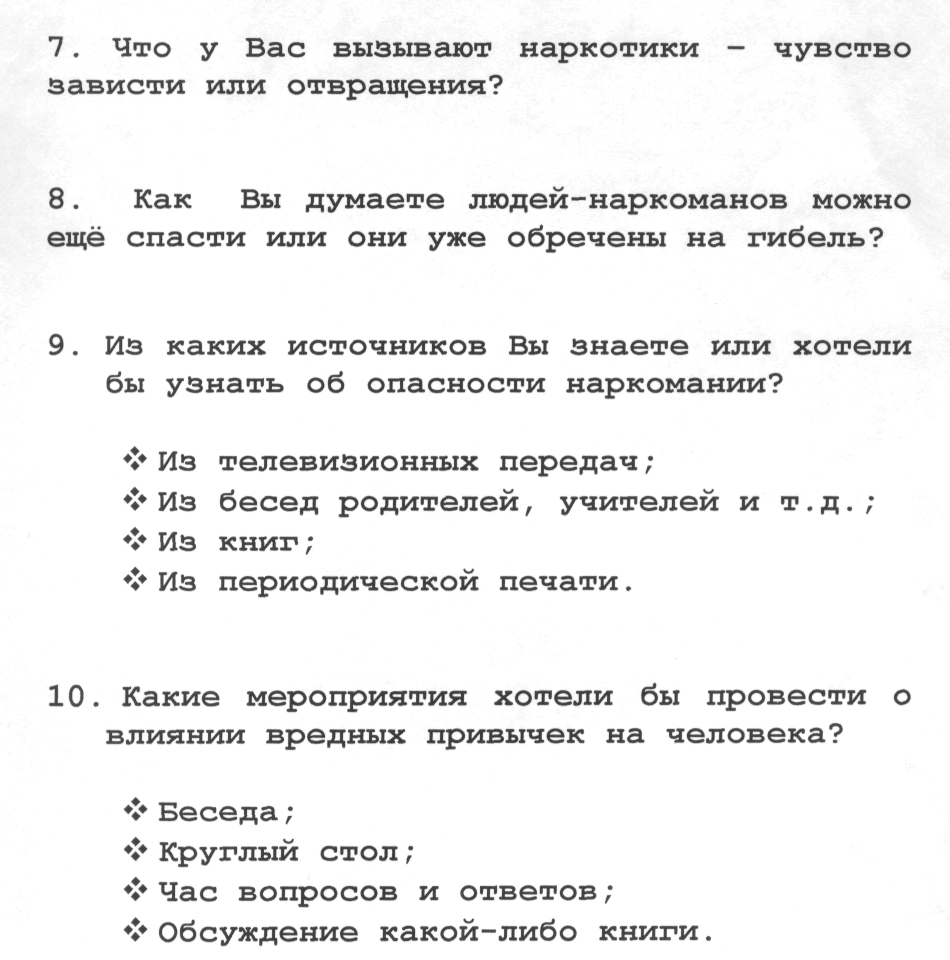 7. Что у Вас вызывают наркотики - чувство
зависти или отвращения?
8. Как Вы думаете людей-наркоманов можно
ещё спасти или они уже обречены на гибель?
9. Из каких источников Вы знаете или хотели
бы узнать об опасности наркомании?
❖ Из телевизионных передач;
❖ Из бесед родителей, учителей и т.д.;
❖ Из книг;
❖ Из периодической печати.
10. Какие мероприятия хотели бы провести о
влиянии вредных привычек на человека?
❖ Беседа;
❖ Круглый стол;
❖ Час вопросов и ответов;
❖ Обсуждение какой-либо книги.